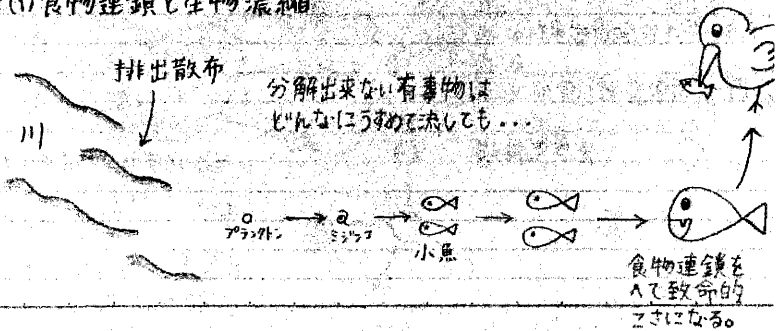 (1)食物連鎖と生物濃縮
排出散布
川
分解出来ない有毒物は
どんなにうすめて流しても...
プランクトン
ミジンコ
小魚
食物連鎖を
へて致命的
こさになる。